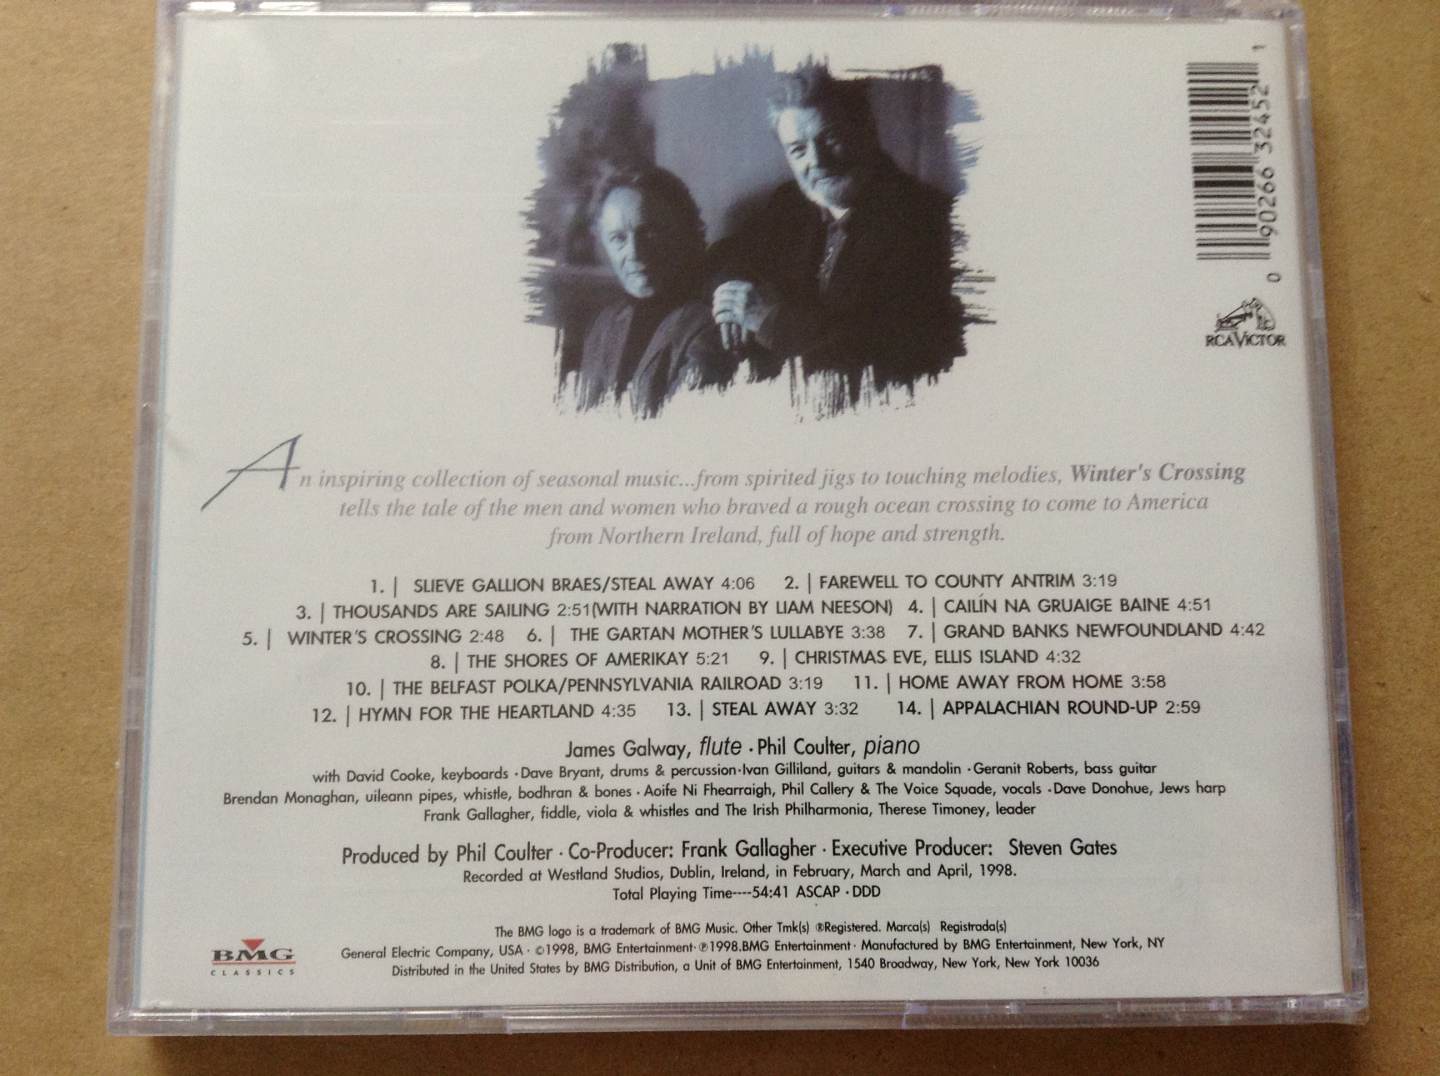 0 90266 32452 1
RCAVICTOR
An inspiring collection of seasonal music...from spirited jigs to touching melodies, Winter's Crossing
tells the tale of the men and women who braved a rough ocean crossing to come to America
from Northern Ireland, full of hope and strength.
1. | SLIEVE GALLION BRAES/STEAL AWAY 4:06 2. | FAREWELL TO COUNTY ANTRIM 3:19
3. | THOUSANDS ARE SAILING 2:51(WITH NARRATION BY LIAM NEESON) 4. | CAILÍN NA GRUAIGE BAINE 4:51
5. | WINTER'S CROSSING 2:48 6. | THE GARTAN MOTHER'S LULLABYE 3:38 7. | GRAND BANKS NEWFOUNDLAND 4:42
8. | THE SHORES OF AMERIKAY 5:21 9. | CHRISTMAS EVE, ELLIS ISLAND 4:32
10. | THE BELFAST POLKA/PENNSYLVANIA RAILROAD 3:19 11. | HOME AWAY FROM HOME 3:58
12. | HYMN FOR THE HEARTLAND 4:35 13. | STEAL AWAY 3:32 14. | APPALACHIAN ROUND-UP 2:59
James Galway, flute · Phil Coulter, piano
with David Cooke, keyboards · Dave Bryant, drums & percussion·Ivan Gilliland, guitars & mandolin · Geranit Roberts, bass guitar
Brendan Monaghan, uileann pipes, whistle, bodhran & bones · Aoife Ni Fhearraigh, Phil Callery & The Voice Squade, vocals · Dave Donohue, Jews harp
Frank Gallagher, fiddle, viola & whistles and The Irish Philharmonia, Therese Timoney, leader
Produced by Phil Coulter · Co-Producer: Frank Gallagher · Executive Producer: Steven Gates
Recorded at Westland Studios, Dublin, Ireland, in February, March and April, 1998.
Total Playing Time----54:41 ASCAP · DDD
The BMG logo is a trademark of BMG Music. Other Tmk(s) ®Registered. Marca(s) Registrada(s)
General Electric Company, USA · ©1998, BMG Entertainment· ℗1998.BMG Entertainment · Manufactured by BMG Entertainment, New York, NY
Distributed in the United States by BMG Distribution, a Unit of BMG Entertainment, 1540 Broadway, New York, New York 10036
BMG
CLASSICS